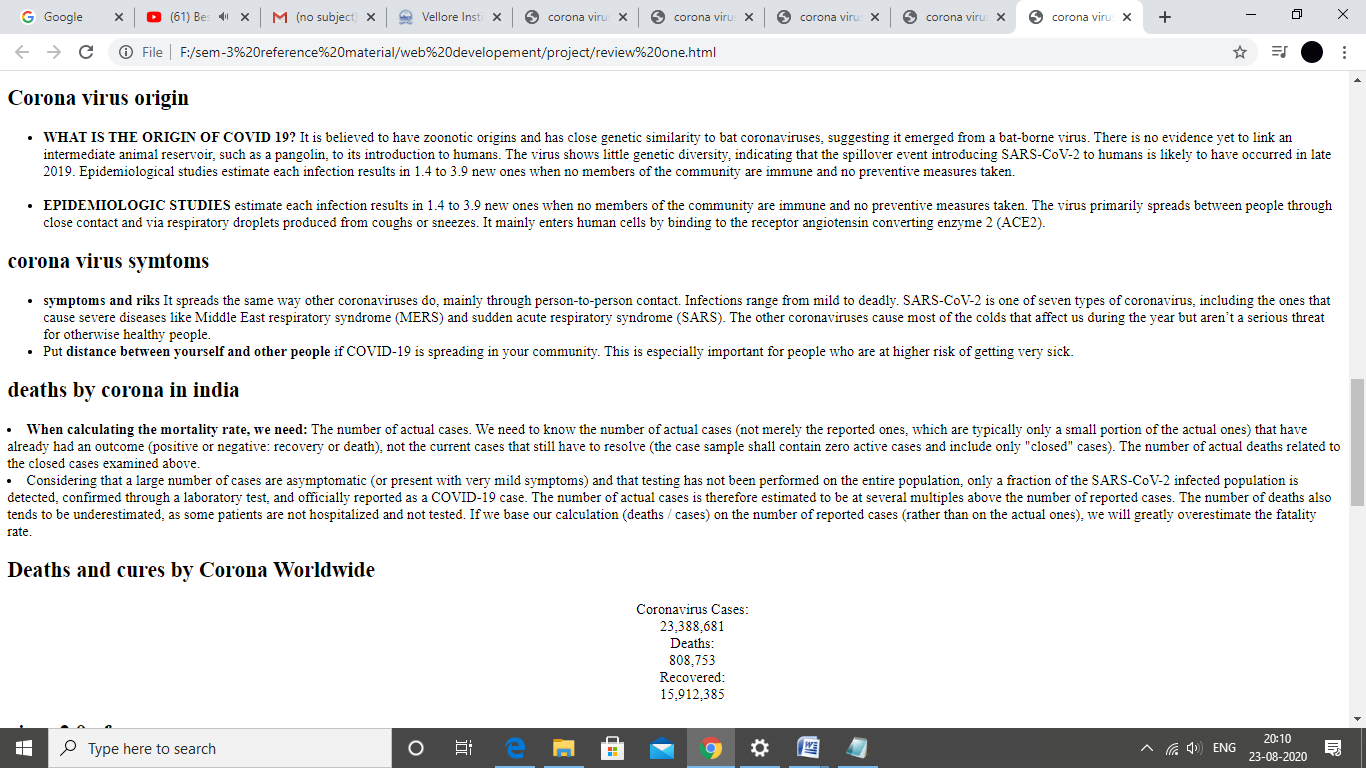 Google
(61) Bes
(no subject)
Vellore Insti
corona viru
corona viru
corona viru
corona viru
corona viru
File | F:/sem-3%20reference%20material/web%20developement/project/review%20one.html
Corona virus origin
• WHAT IS THE ORIGIN OF COVID 19? It is believed to have zoonotic origins and has close genetic similarity to bat coronaviruses, suggesting it emerged from a bat-borne virus. There is no evidence yet to link an
intermediate animal reservoir, such as a pangolin, to its introduction to humans. The virus shows little genetic diversity, indicating that the spillover event introducing SARS-CoV-2 to humans is likely to have occurred in late
2019. Epidemiological studies estimate each infection results in 1.4 to 3.9 new ones when no members of the community are immune and no preventive measures taken.
• EPIDEMIOLOGIC STUDIES estimate each infection results in 1.4 to 3.9 new ones when no members of the community are immune and no preventive measures taken. The virus primarily spreads between people through
close contact and via respiratory droplets produced from coughs or sneezes. It mainly enters human cells by binding to the receptor angiotensin converting enzyme 2 (ACE2).
corona virus symtoms
• symptoms and riks It spreads the same way other coronaviruses do, mainly through person-to-person contact. Infections range from mild to deadly. SARS-CoV-2 is one of seven types of coronavirus, including the ones that
cause severe diseases like Middle East respiratory syndrome (MERS) and sudden acute respiratory syndrome (SARS). The other coronaviruses cause most of the colds that affect us during the year but aren’t a serious threat
for otherwise healthy people.
• Put distance between yourself and other people if COVID-19 is spreading in your community. This is especially important for people who are at higher risk of getting very sick.
deaths by corona in india
• When calculating the mortality rate, we need: The number of actual cases. We need to know the number of actual cases (not merely the reported ones, which are typically only a small portion of the actual ones) that have
already had an outcome (positive or negative: recovery or death), not the current cases that still have to resolve (the case sample shall contain zero active cases and include only "closed" cases). The number of actual deaths related to
the closed cases examined above.
• Considering that a large number of cases are asymptomatic (or present with very mild symptoms) and that testing has not been performed on the entire population, only a fraction of the SARS-CoV-2 infected population is
detected, confirmed through a laboratory test, and officially reported as a COVID-19 case. The number of actual cases is therefore estimated to be at several multiples above the number of reported cases. The number of deaths also
tends to be underestimated, as some patients are not hospitalized and not tested. If we base our calculation (deaths / cases) on the number of reported cases (rather than on the actual ones), we will greatly overestimate the fatality
rate.
Deaths and cures by Corona Worldwide
Coronavirus Cases:
23,388,681
Deaths:
808,753
Recovered:
15,912,385
Type here to search
ENG
20:10
23-08-2020